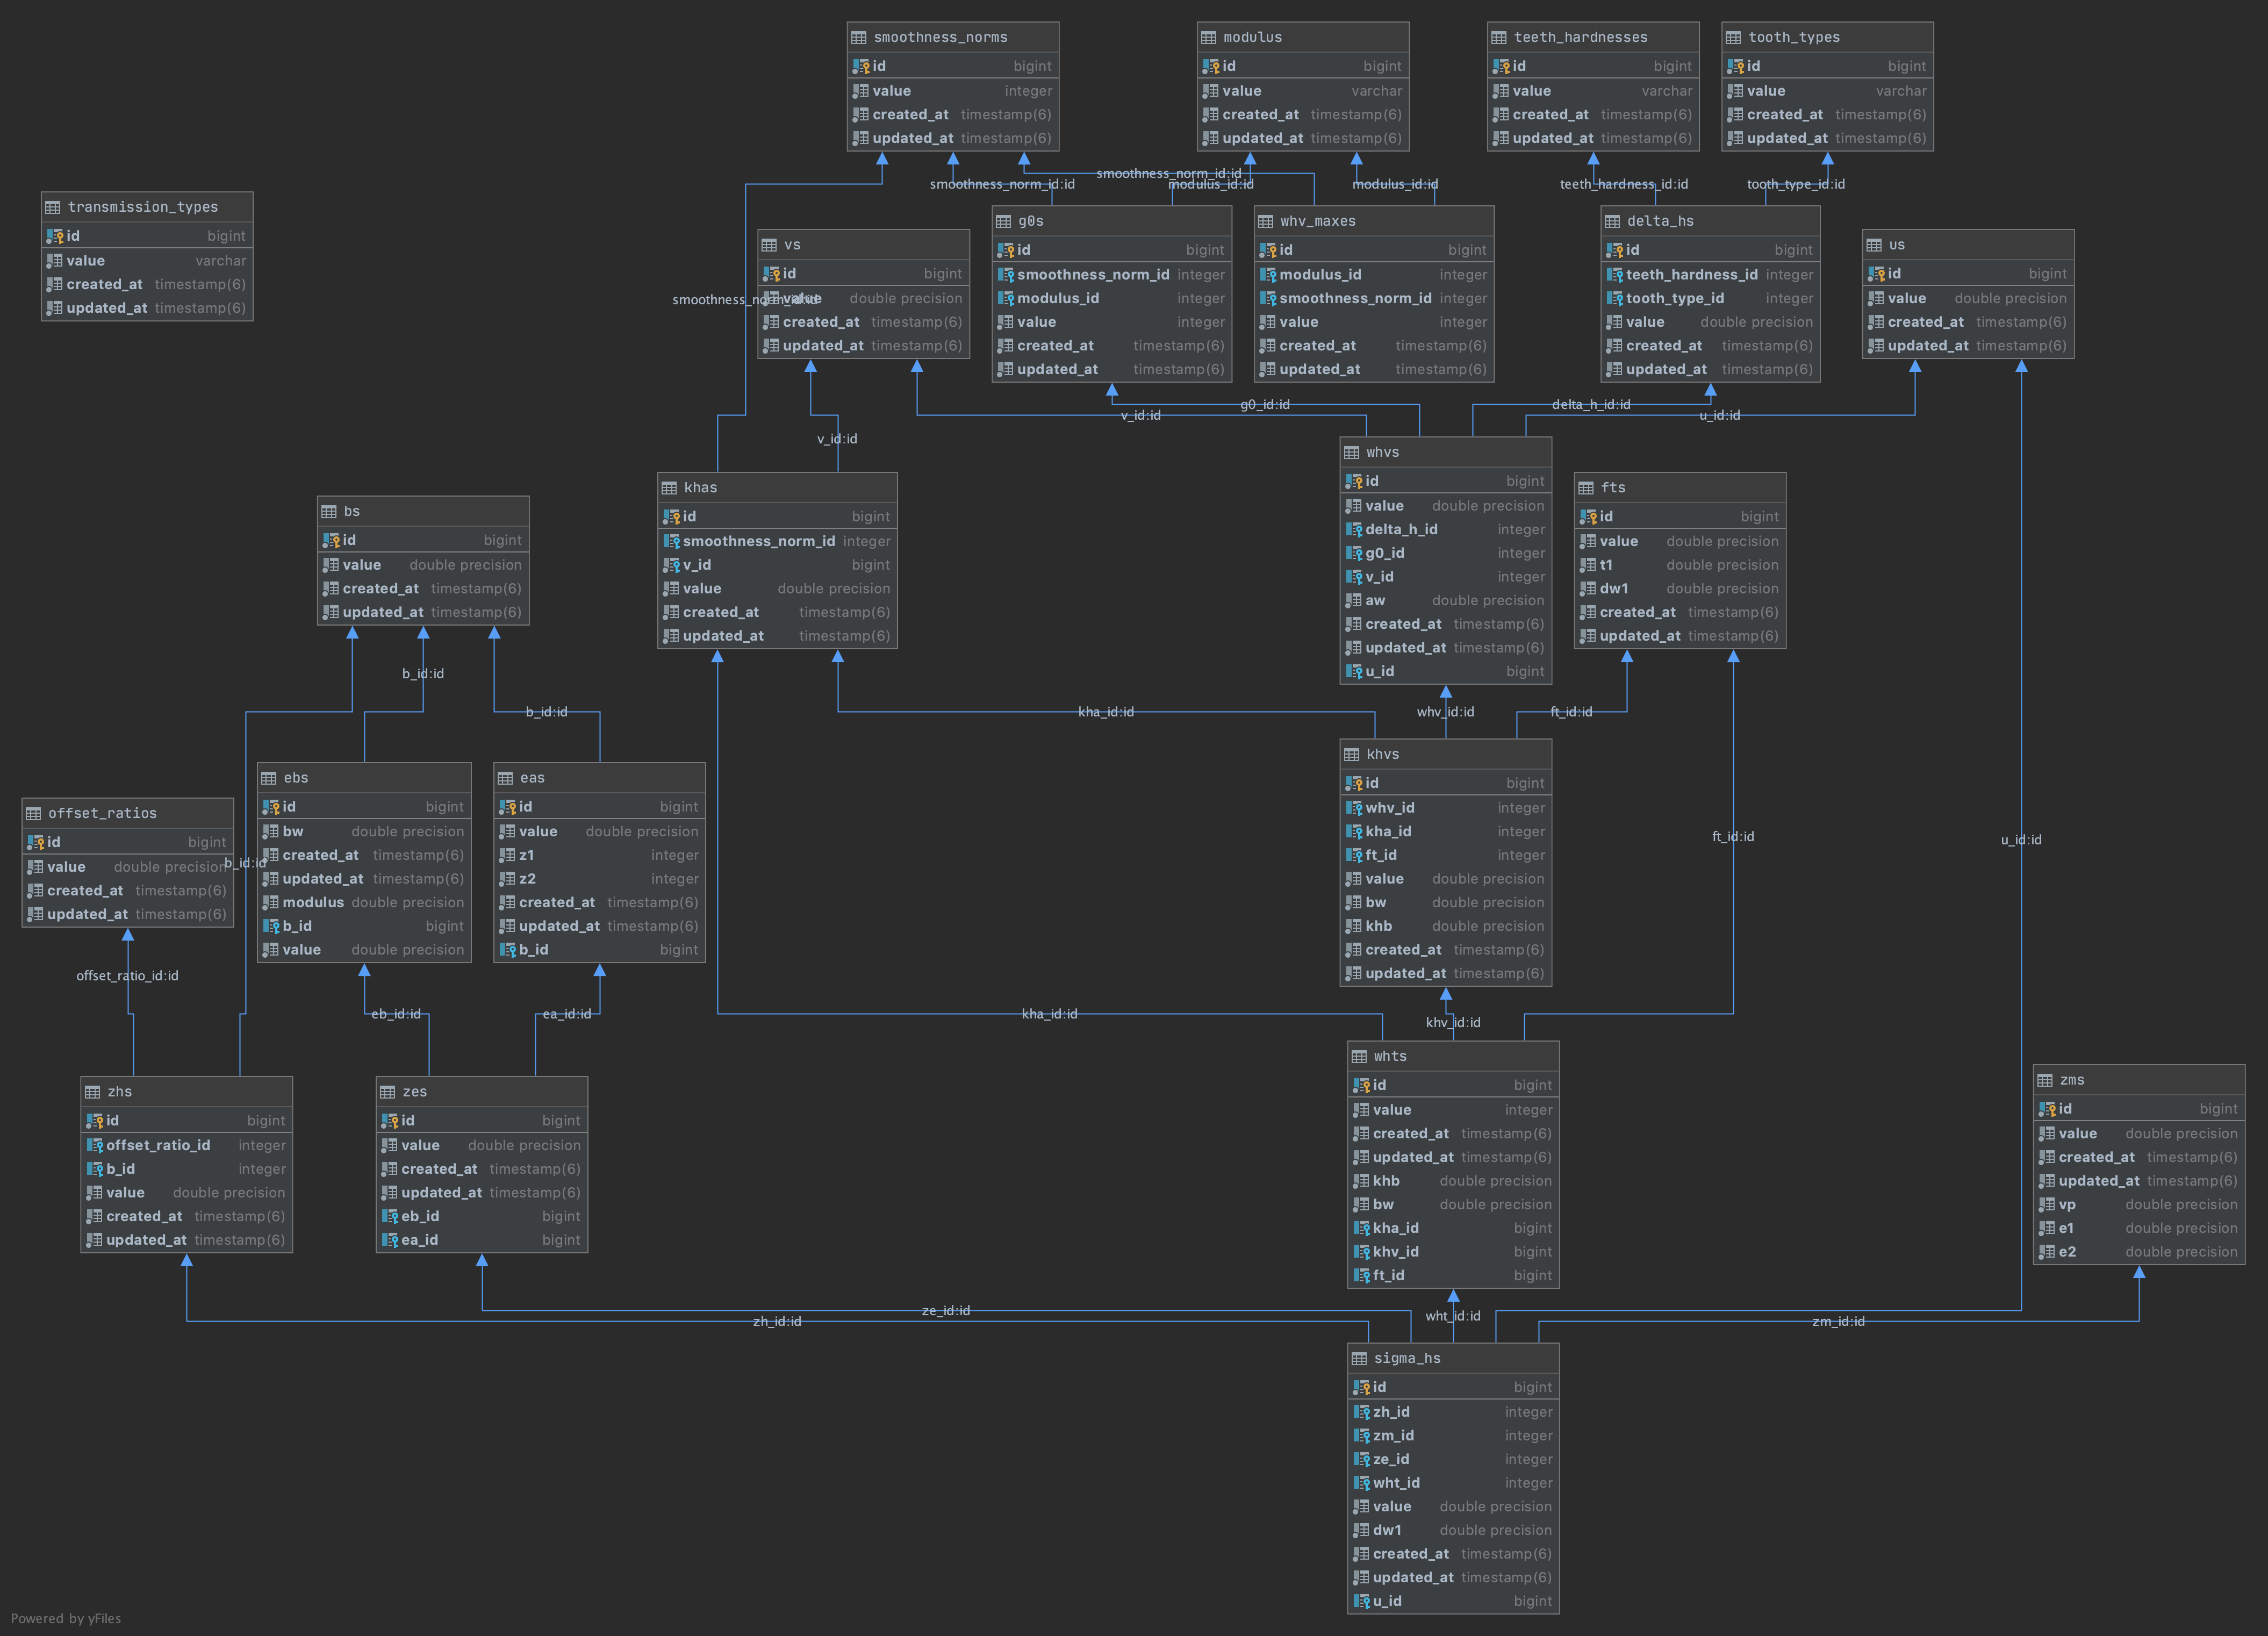 smoothness_norms
id bigint
value integer
created_at timestamp(6)
updated_at timestamp(6)
modulus
id bigint
value varchar
created_at timestamp(6)
updated_at timestamp(6)
teeth_hardnesses
id bigint
value varchar
created_at timestamp(6)
updated_at timestamp(6)
tooth_types
id bigint
value varchar
created_at timestamp(6)
updated_at timestamp(6)
smoothness_norm_id:id
smoothness_norm_id:id
modulus_id:id
modulus_id:id
teeth_hardness_id:id
tooth_type_id:id
transmission_types
id bigint
value varchar
created_at timestamp(6)
updated_at timestamp(6)
smoothness_norm_id:id
vs
id bigint
value double precision
created_at timestamp(6)
updated_at timestamp(6)
g0s
id bigint
smoothness_norm_id integer
modulus_id integer
value integer
created_at timestamp(6)
updated_at timestamp(6)
whv_maxes
id bigint
modulus_id integer
smoothness_norm_id integer
value integer
created_at timestamp(6)
updated_at timestamp(6)
delta_hs
id bigint
teeth_hardness_id integer
tooth_type_id integer
value double precision
created_at timestamp(6)
updated_at timestamp(6)
us
id bigint
value double precision
created_at timestamp(6)
updated_at timestamp(6)
v_id:id
v_id:id
g0_id:id
delta_h_id:id
u_id:id
bs
id bigint
value double precision
created_at timestamp(6)
updated_at timestamp(6)
khas
id bigint
smoothness_norm_id integer
v_id bigint
value double precision
created_at timestamp(6)
updated_at timestamp(6)
whvs
id bigint
value double precision
delta_h_id integer
g0_id integer
v_id integer
aw double precision
created_at timestamp(6)
updated_at timestamp(6)
u_id bigint
fts
id bigint
value double precision
t1 double precision
dw1 double precision
created_at timestamp(6)
updated_at timestamp(6)
b_id:id
b_id:id
kha_id:id
whv_id:id
ft_id:id
offset_ratios
id bigint
value double precision
created_at timestamp(6)
updated_at timestamp(6)
b_id:id
ebs
id bigint
bw double precision
created_at timestamp(6)
updated_at timestamp(6)
modulus double precision
b_id bigint
value double precision
eas
id bigint
value double precision
z1 integer
z2 integer
created_at timestamp(6)
updated_at timestamp(6)
b_id bigint
khvs
id bigint
whv_id integer
kha_id integer
ft_id integer
value double precision
bw double precision
khb double precision
created_at timestamp(6)
updated_at timestamp(6)
ft_id:id
u_id:id
offset_ratio_id:id
eb_id:id
ea_id:id
kha_id:id
khv_id:id
zhs
id bigint
offset_ratio_id integer
b_id integer
value double precision
created_at timestamp(6)
updated_at timestamp(6)
zes
id bigint
value double precision
created_at timestamp(6)
updated_at timestamp(6)
eb_id bigint
ea_id bigint
whts
id bigint
value integer
created_at timestamp(6)
updated_at timestamp(6)
khb double precision
bw double precision
kha_id bigint
khv_id bigint
ft_id bigint
zms
id bigint
value double precision
created_at timestamp(6)
updated_at timestamp(6)
vp double precision
e1 double precision
e2 double precision
zh_id:id
ze_id:id
wht_id:id
zm_id:id
sigma_hs
id bigint
zh_id integer
zm_id integer
ze_id integer
wht_id integer
value double precision
dw1 double precision
created_at timestamp(6)
updated_at timestamp(6)
u_id bigint
Powered by yFiles